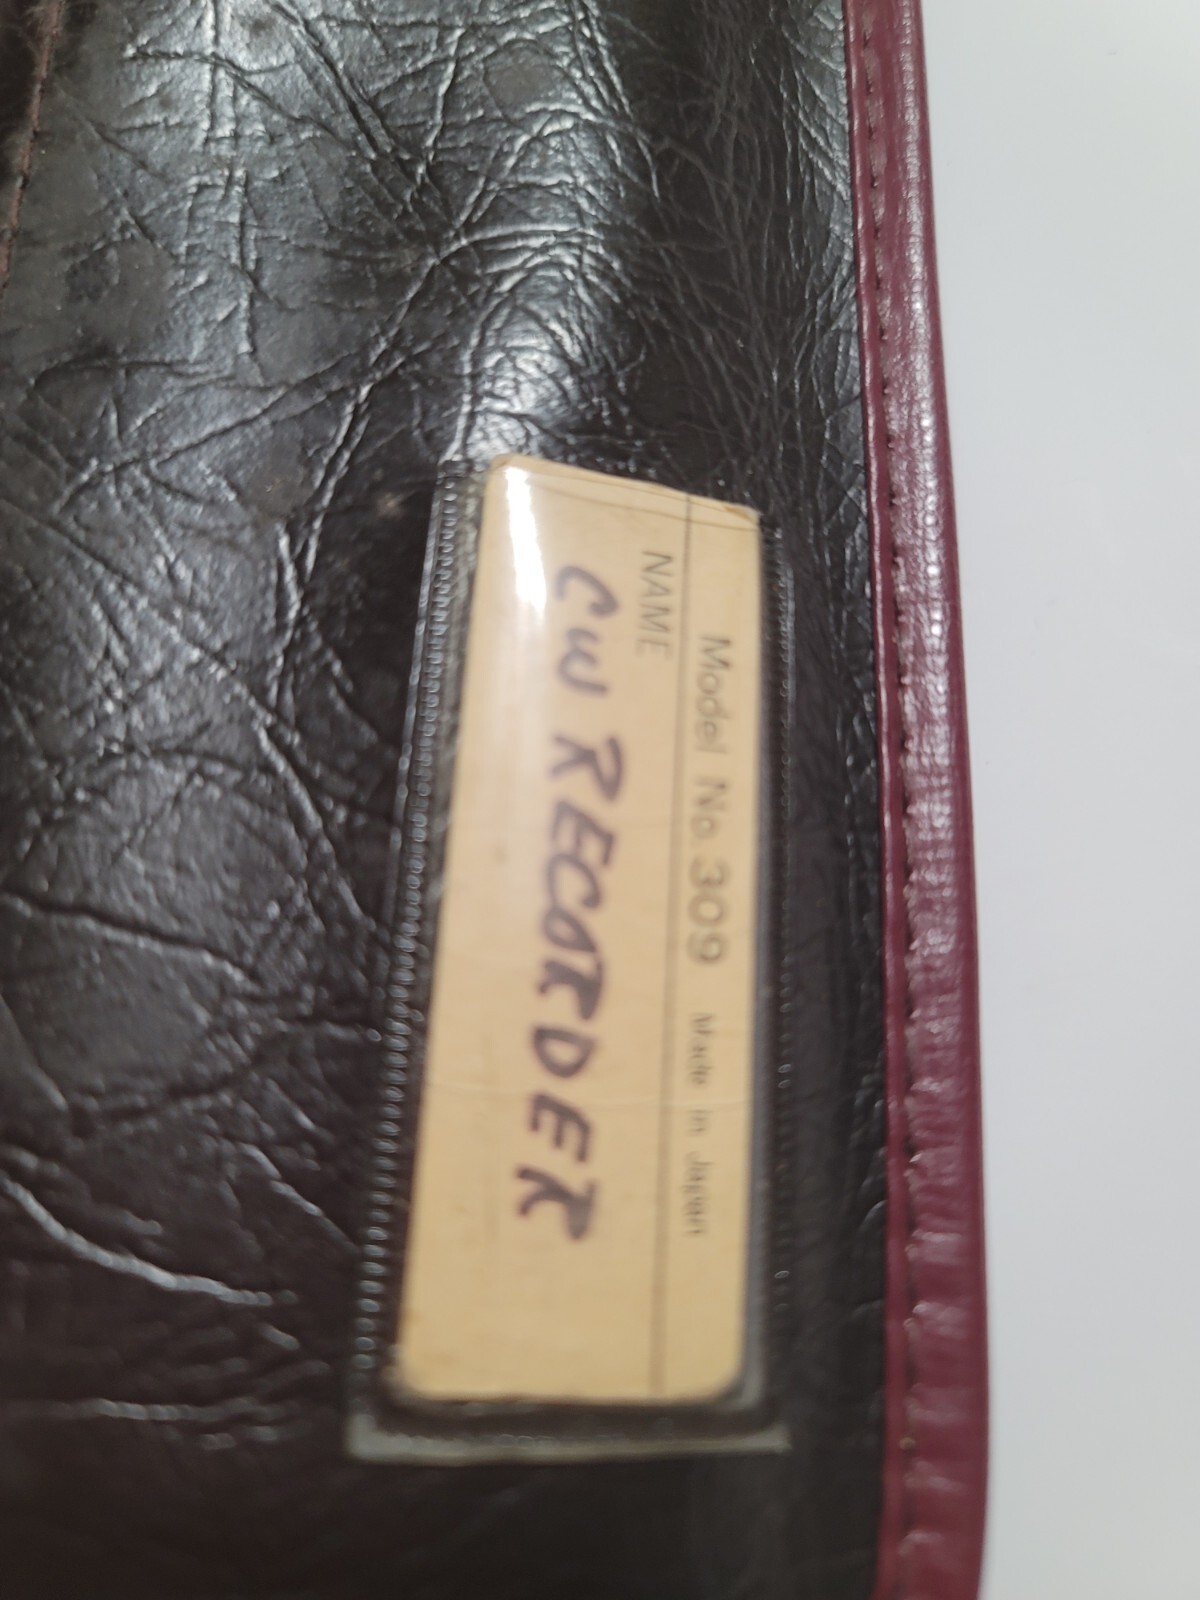 Model No. 309 Made in Japan
NAME
CW RECORDER